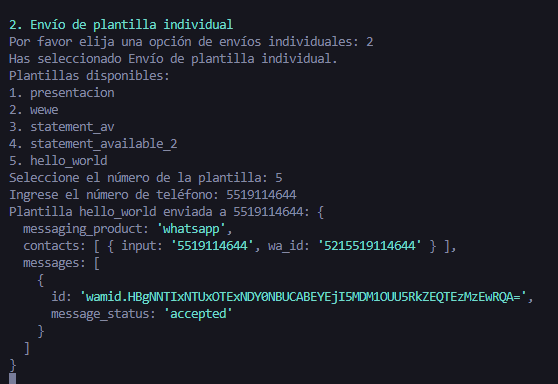 2. Envío de plantilla individual
Por favor elija una opción de envíos individuales: 2
Has seleccionado Envío de plantilla individual.
Plantillas disponibles:
1. presentacion
2. wewe
3. statement_av
4. statement_available_2
5. hello_world
Seleccione el número de la plantilla: 5
Ingrese el número de teléfono: 5519114644
Plantilla hello_world enviada a 5519114644: {
  messaging_product: 'whatsapp',
  contacts: [ { input: '5519114644', wa_id: '5215519114644' } ],
  messages: [
    {
      id: 'wamid.HBgNNTIxNTUxOTExNDY0NBUCABEYEjI5MDM1OUU5RkZEQTEzMzEwRQA=',
      message_status: 'accepted'
    }
  ]
}